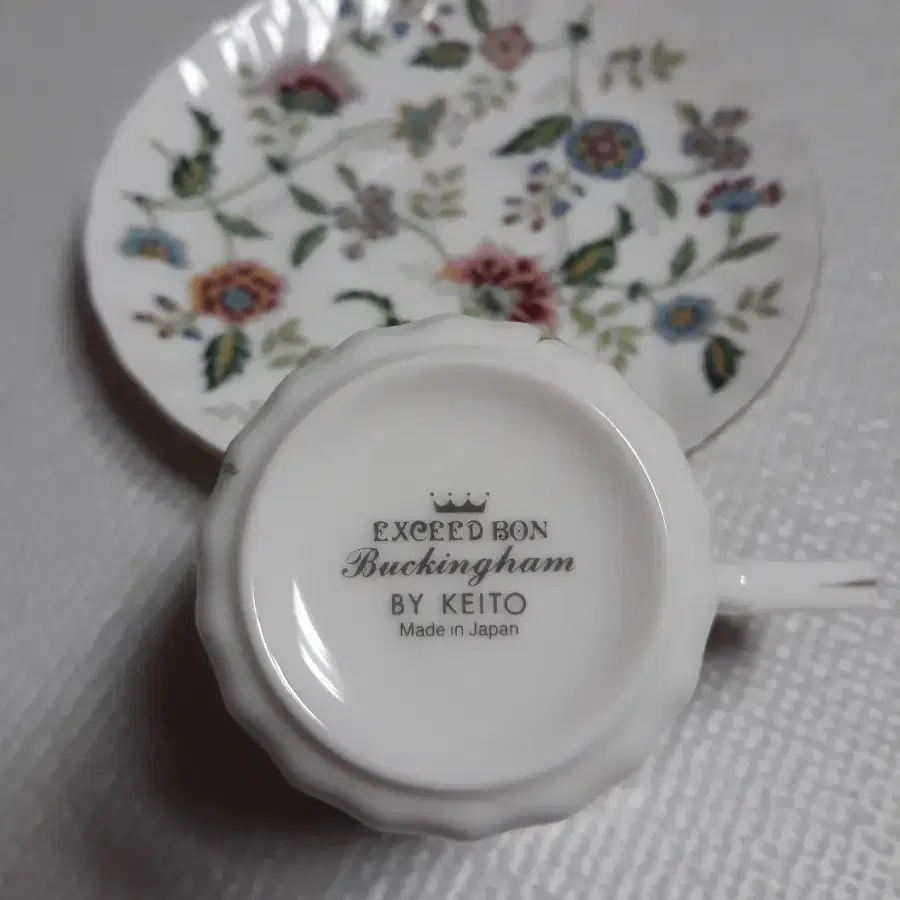 EXCEED BON
Buckingham
BY KEITO
Made in Japan